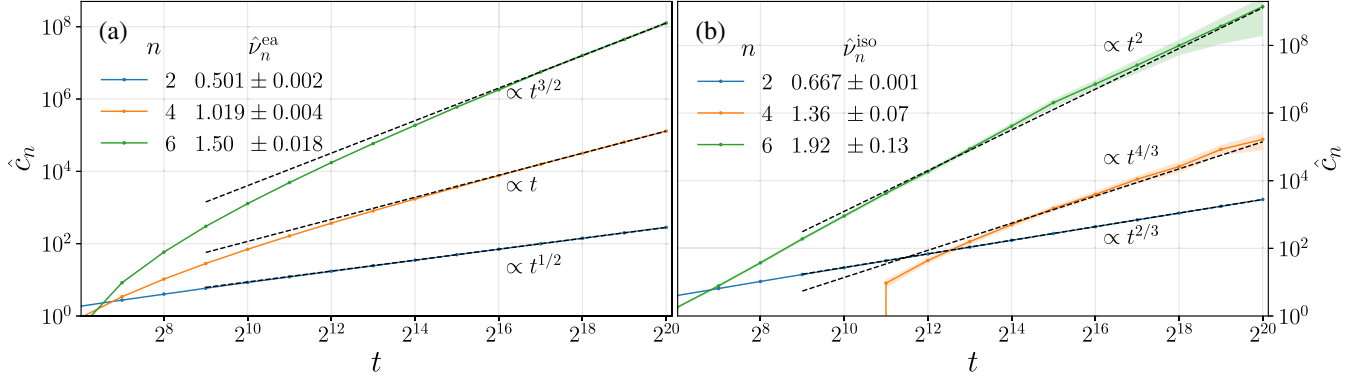 (a)
n ν̂ₙᵉᵃ
2 0.501 ± 0.002
4 1.019 ± 0.004
6 1.50 ± 0.018
∝ t^{3/2}
∝ t
∝ t^{1/2}
ĉₙ
10⁸
10⁶
10⁴
10²
10⁰
2⁸ 2¹⁰ 2¹² 2¹⁴ 2¹⁶ 2¹⁸ 2²⁰
t
(b)
n ν̂ₙⁱˢᵒ
2 0.667 ± 0.001
4 1.36 ± 0.07
6 1.92 ± 0.13
∝ t²
∝ t^{4/3}
∝ t^{2/3}
10⁸
10⁶
10⁴
10²
10⁰
ĉₙ
2⁸ 2¹⁰ 2¹² 2¹⁴ 2¹⁶ 2¹⁸ 2²⁰
t